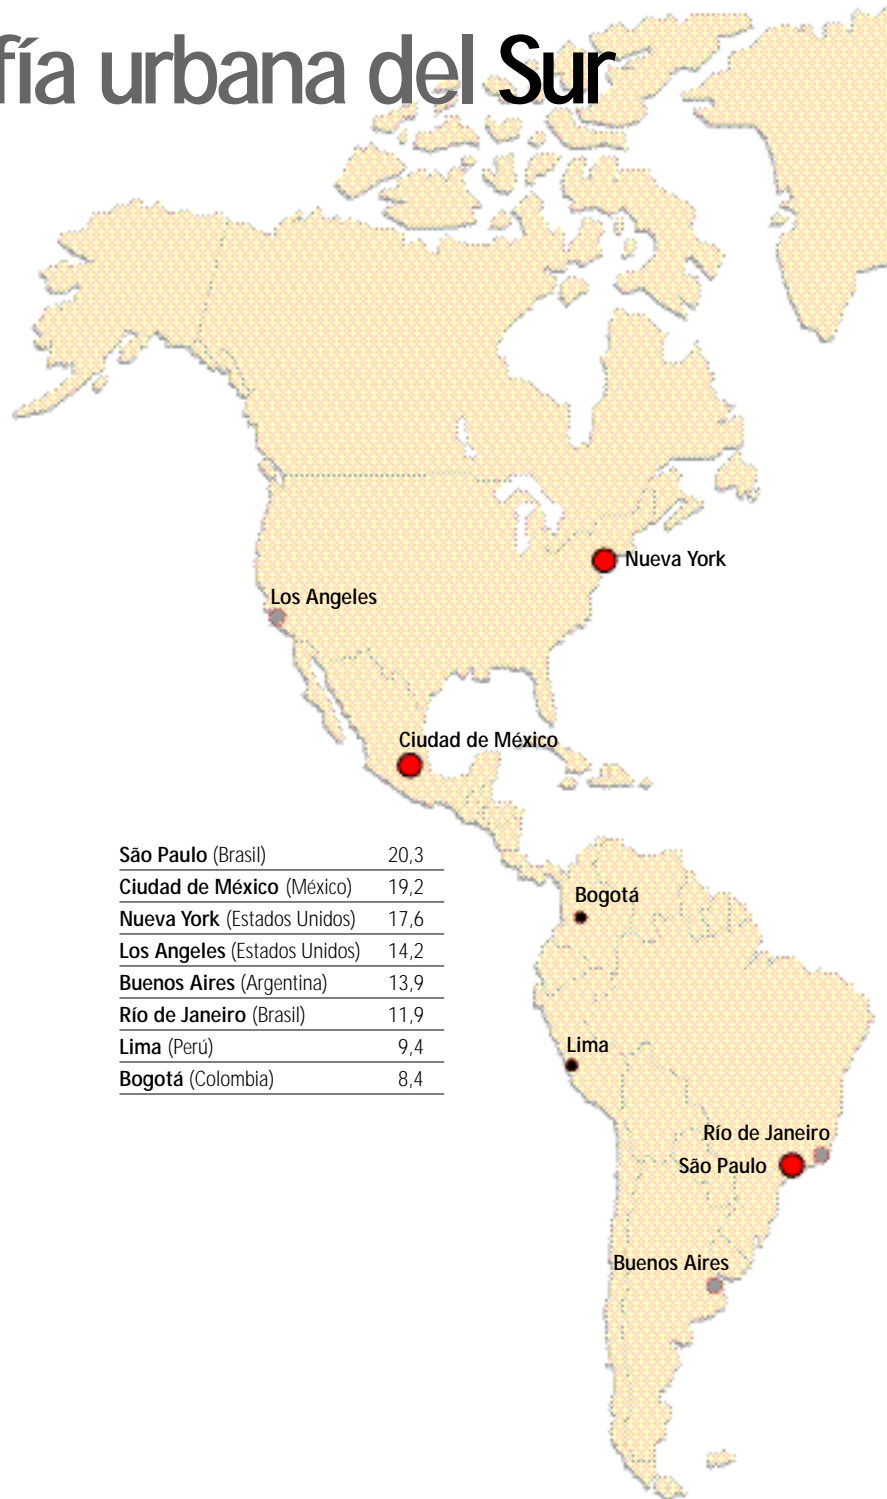 fía urbana del Sur
Nueva York
Los Angeles
Ciudad de México
São Paulo (Brasil) 20,3
Ciudad de México (México) 19,2
Nueva York (Estados Unidos) 17,6
Los Angeles (Estados Unidos) 14,2
Buenos Aires (Argentina) 13,9
Río de Janeiro (Brasil) 11,9
Lima (Perú) 9,4
Bogotá (Colombia) 8,4
Bogotá
Lima
Río de Janeiro
São Paulo
Buenos Aires